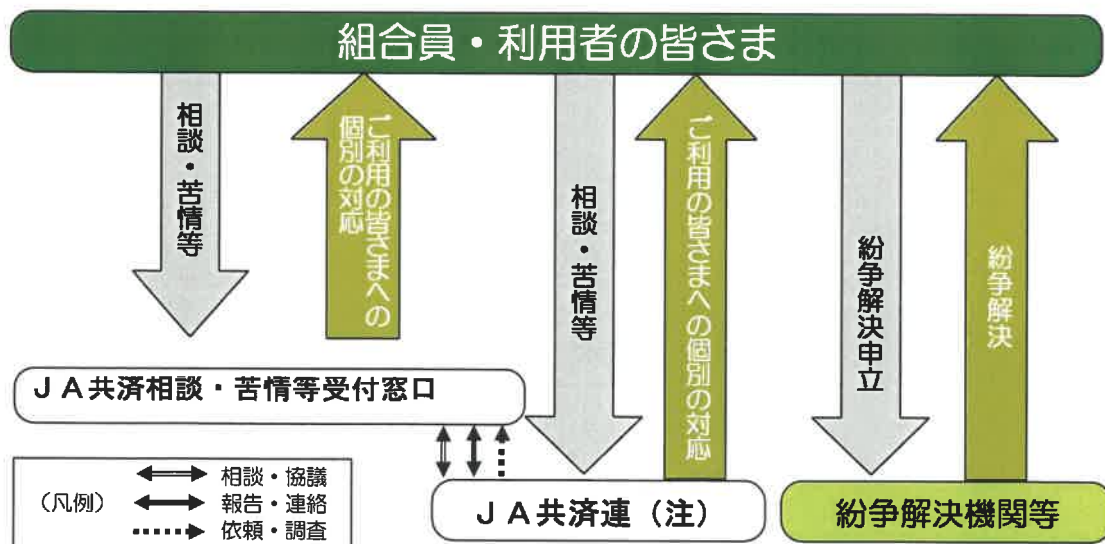 組合員・利用者の皆さま
相談・苦情等
ご利用の皆さまへの
個別の対応
相談・苦情等
ご利用の皆さまへの個別の対応
紛争解決申立
紛争解決
ＪＡ共済相談・苦情等受付窓口
（凡例）
相談・協議
報告・連絡
依頼・調査
ＪＡ共済連（注）
紛争解決機関等